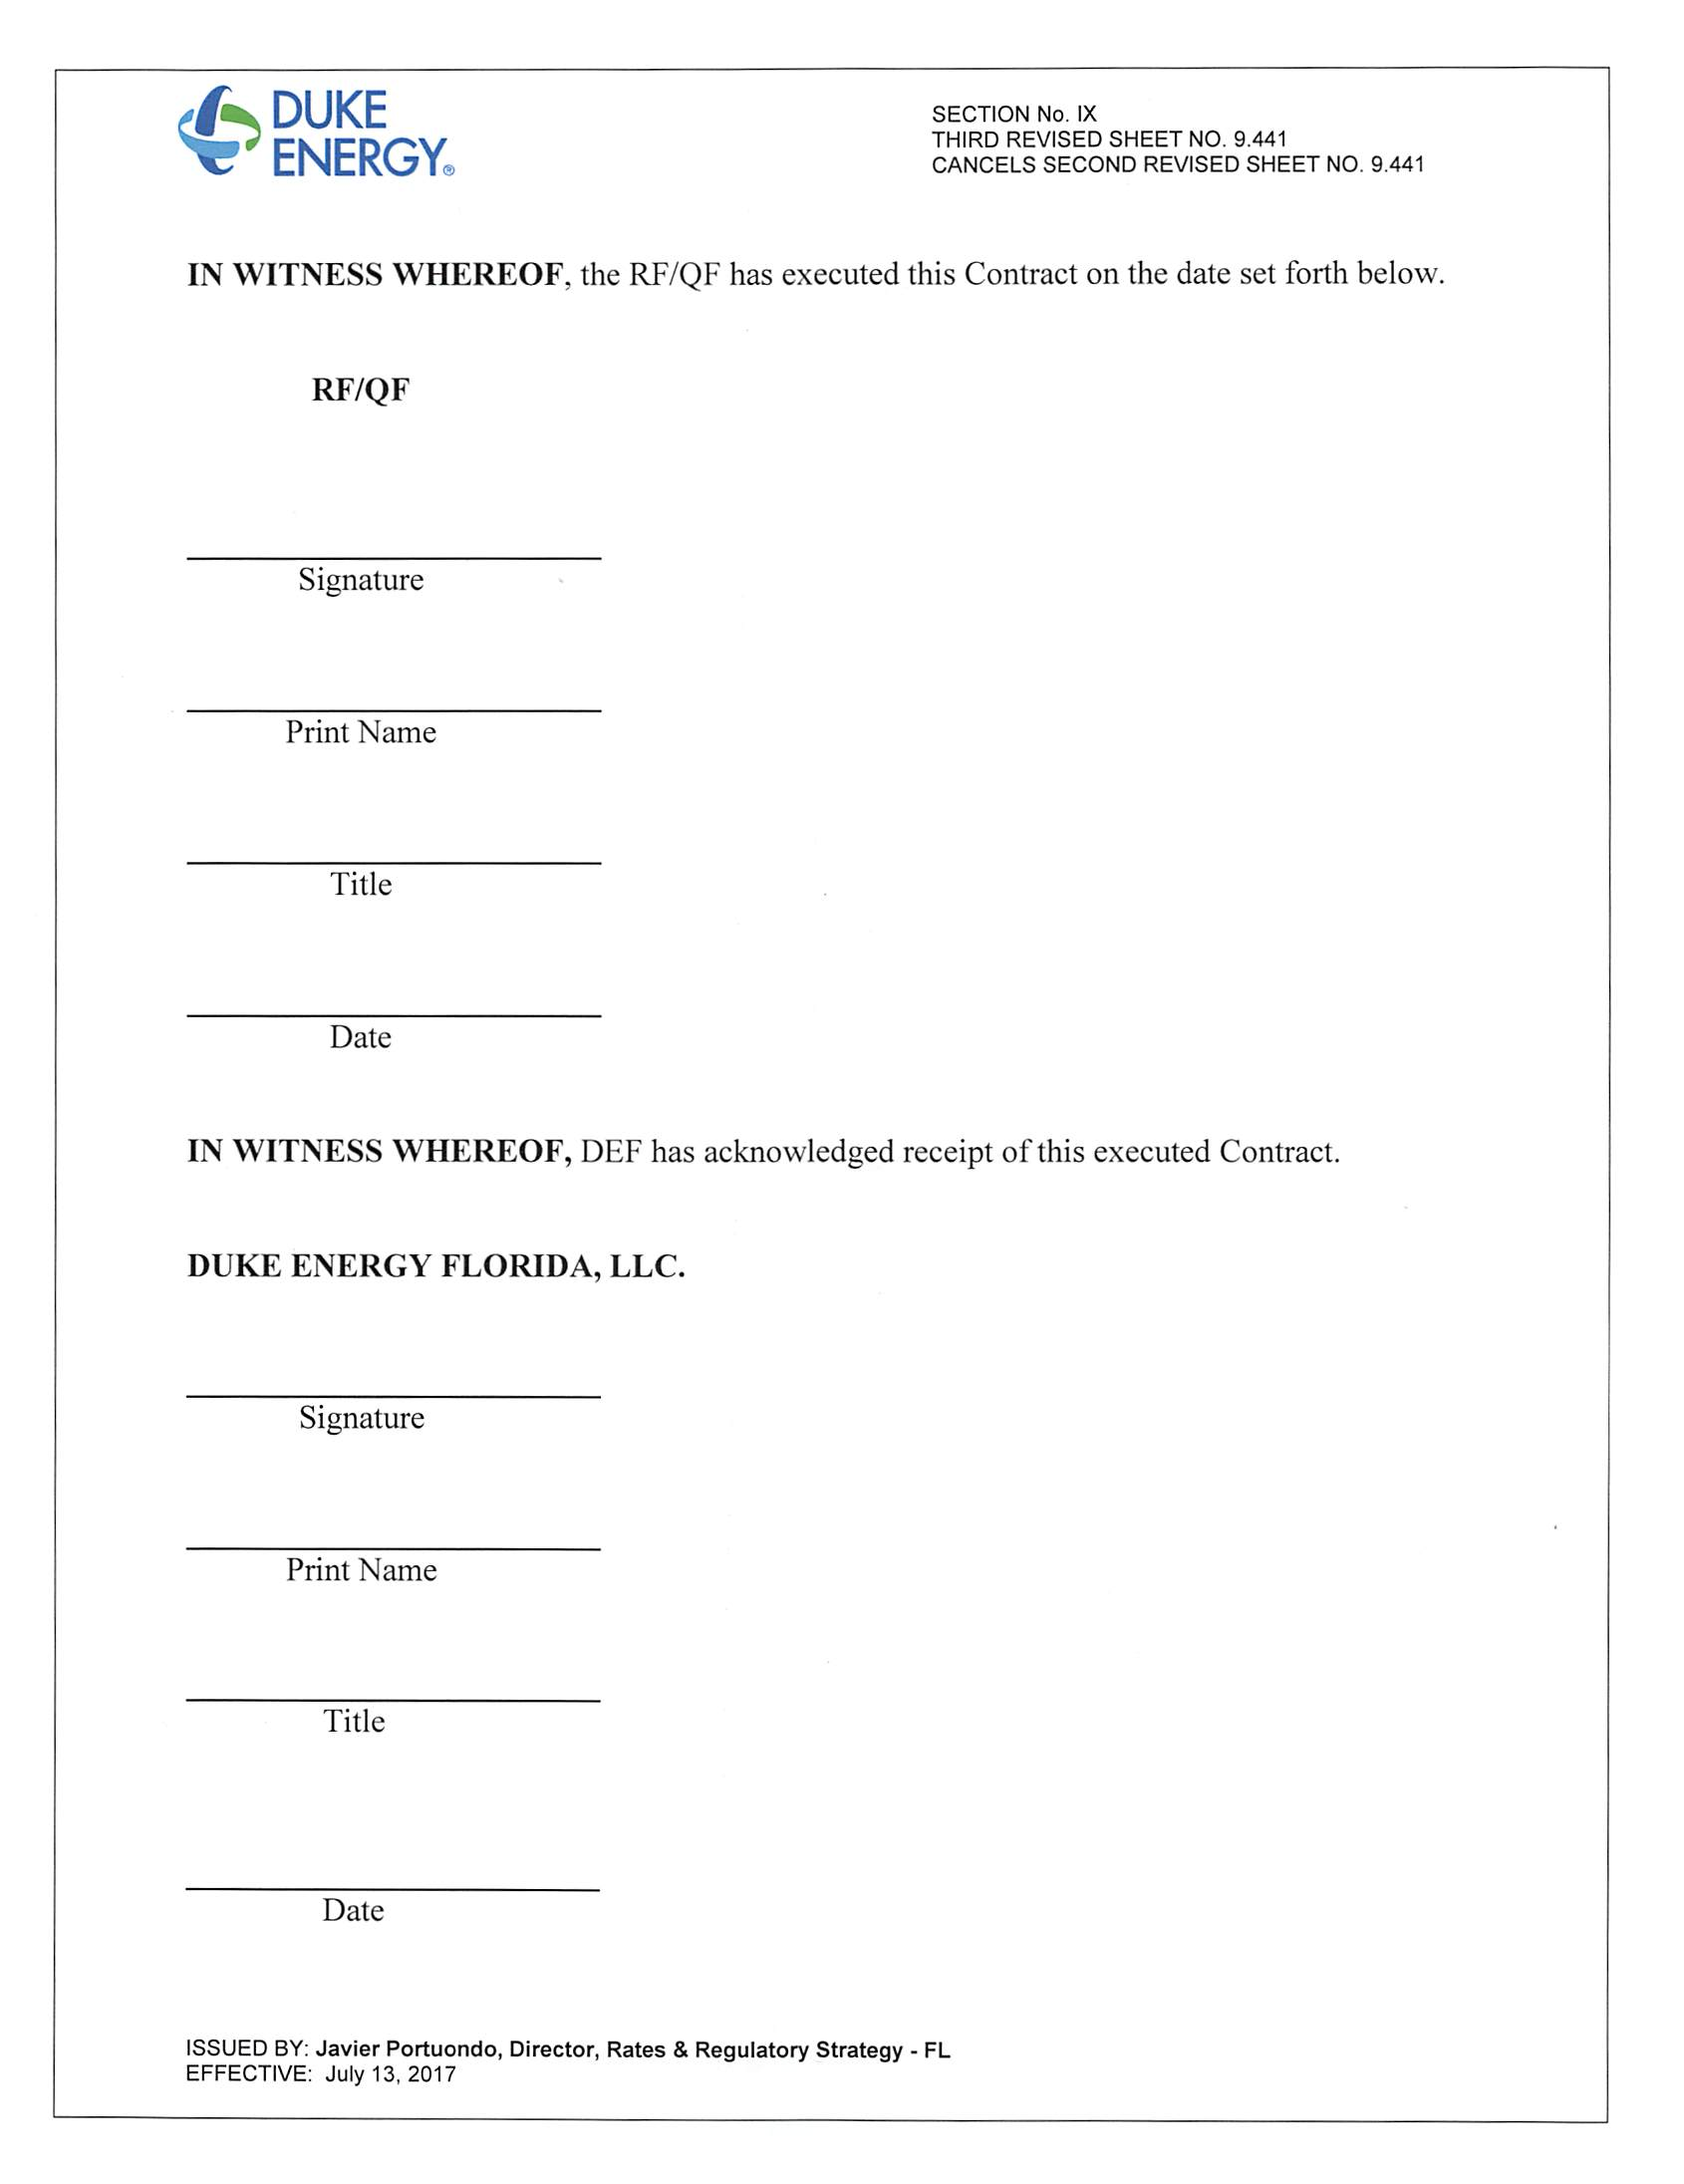 DUKE
ENERGY®
SECTION No. IX
THIRD REVISED SHEET NO. 9.441
CANCELS SECOND REVISED SHEET NO. 9.441
IN WITNESS WHEREOF, the RF/QF has executed this Contract on the date set forth below.
RF/QF
Signature
Print Name
Title
Date
IN WITNESS WHEREOF, DEF has acknowledged receipt of this executed Contract.
DUKE ENERGY FLORIDA, LLC.
Signature
Print Name
Title
Date
ISSUED BY: Javier Portuondo, Director, Rates & Regulatory Strategy - FL
EFFECTIVE: July 13, 2017